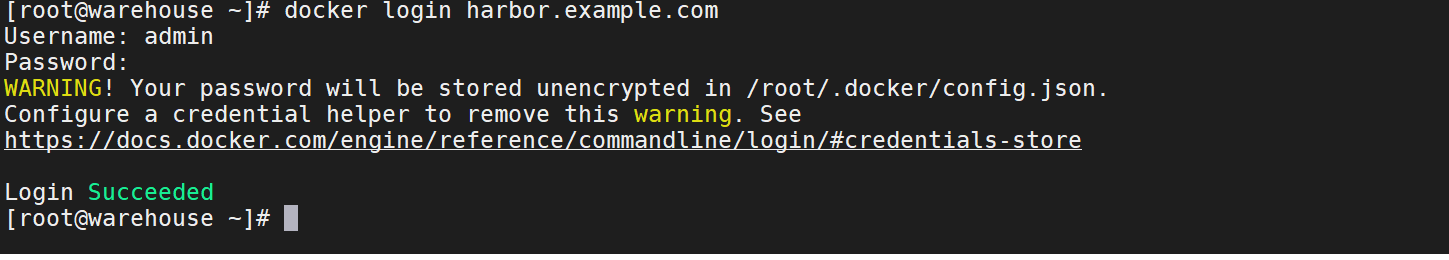 [root@warehouse ~]# docker login harbor.example.com
Username: admin
Password:
WARNING! Your password will be stored unencrypted in /root/.docker/config.json.
Configure a credential helper to remove this warning. See
https://docs.docker.com/engine/reference/commandline/login/#credentials-store
Login Succeeded
[root@warehouse ~]#